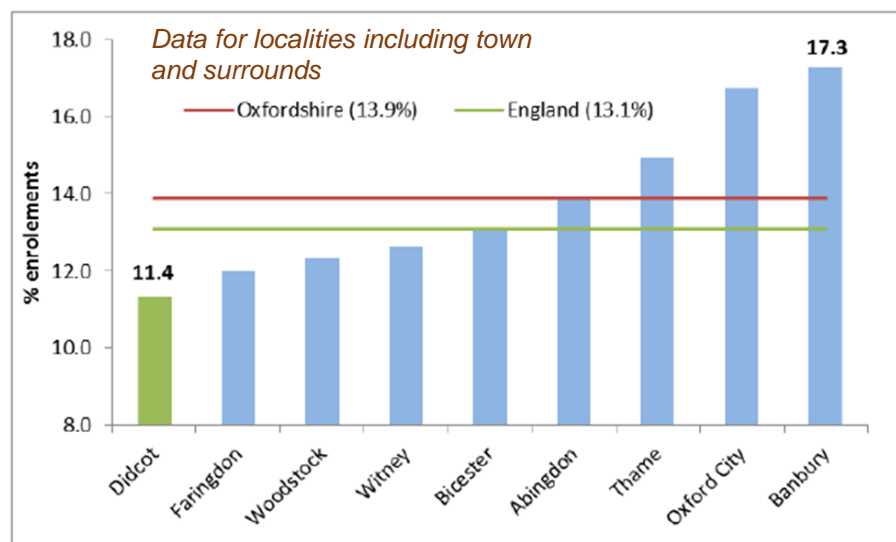 Data for localities including town
and surrounds
17.3
18.0
Oxfordshire (13.9%) England (13.1%)
16.0
14.0
12.0
11.4
10.0
8.0
% enrolements
Didcot
Faringdon
Woodstock
Witney
Bicester
Abingdon
Thame
Oxford City
Banbury